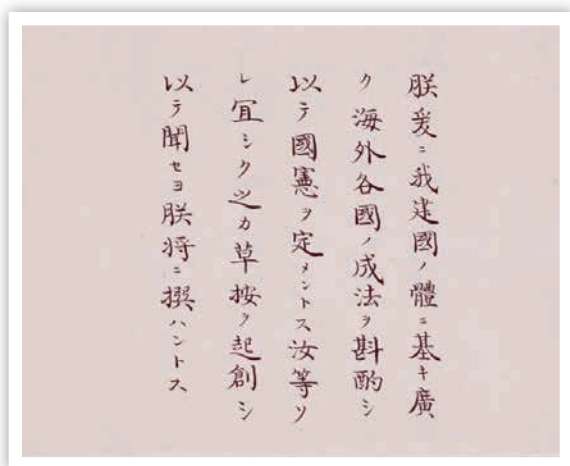 朕爰ニ我建國ノ體ニ基キ廣
ク海外各國ノ成法ヲ斟酌シ
以テ國憲ヲ定メントス汝等ソ
レ宜シク之カ草按ヲ起創シ
以テ聞セヨ朕将ニ撰ハントス